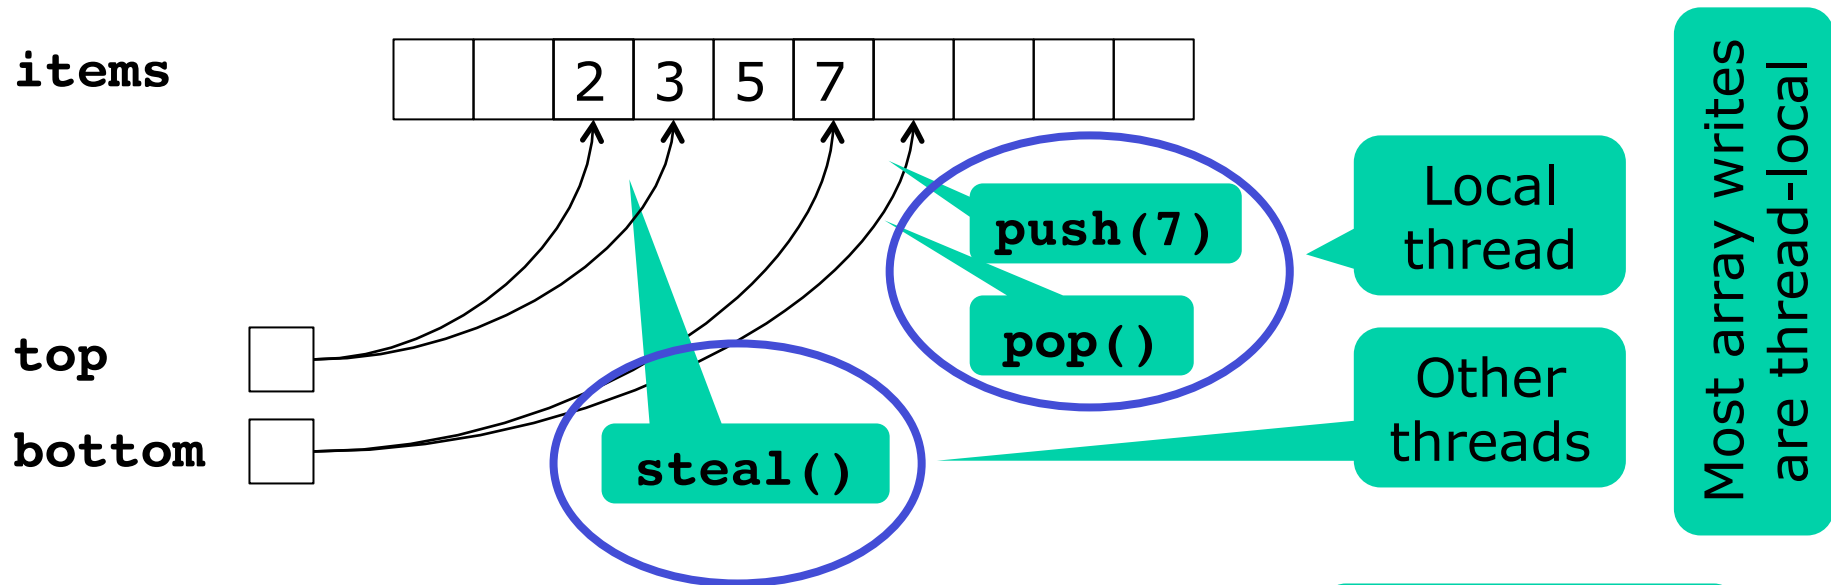 items
2 3 5 7
push(7)
pop()
top
bottom
steal()
Local
thread
Other
threads
Most array writes
are thread-local